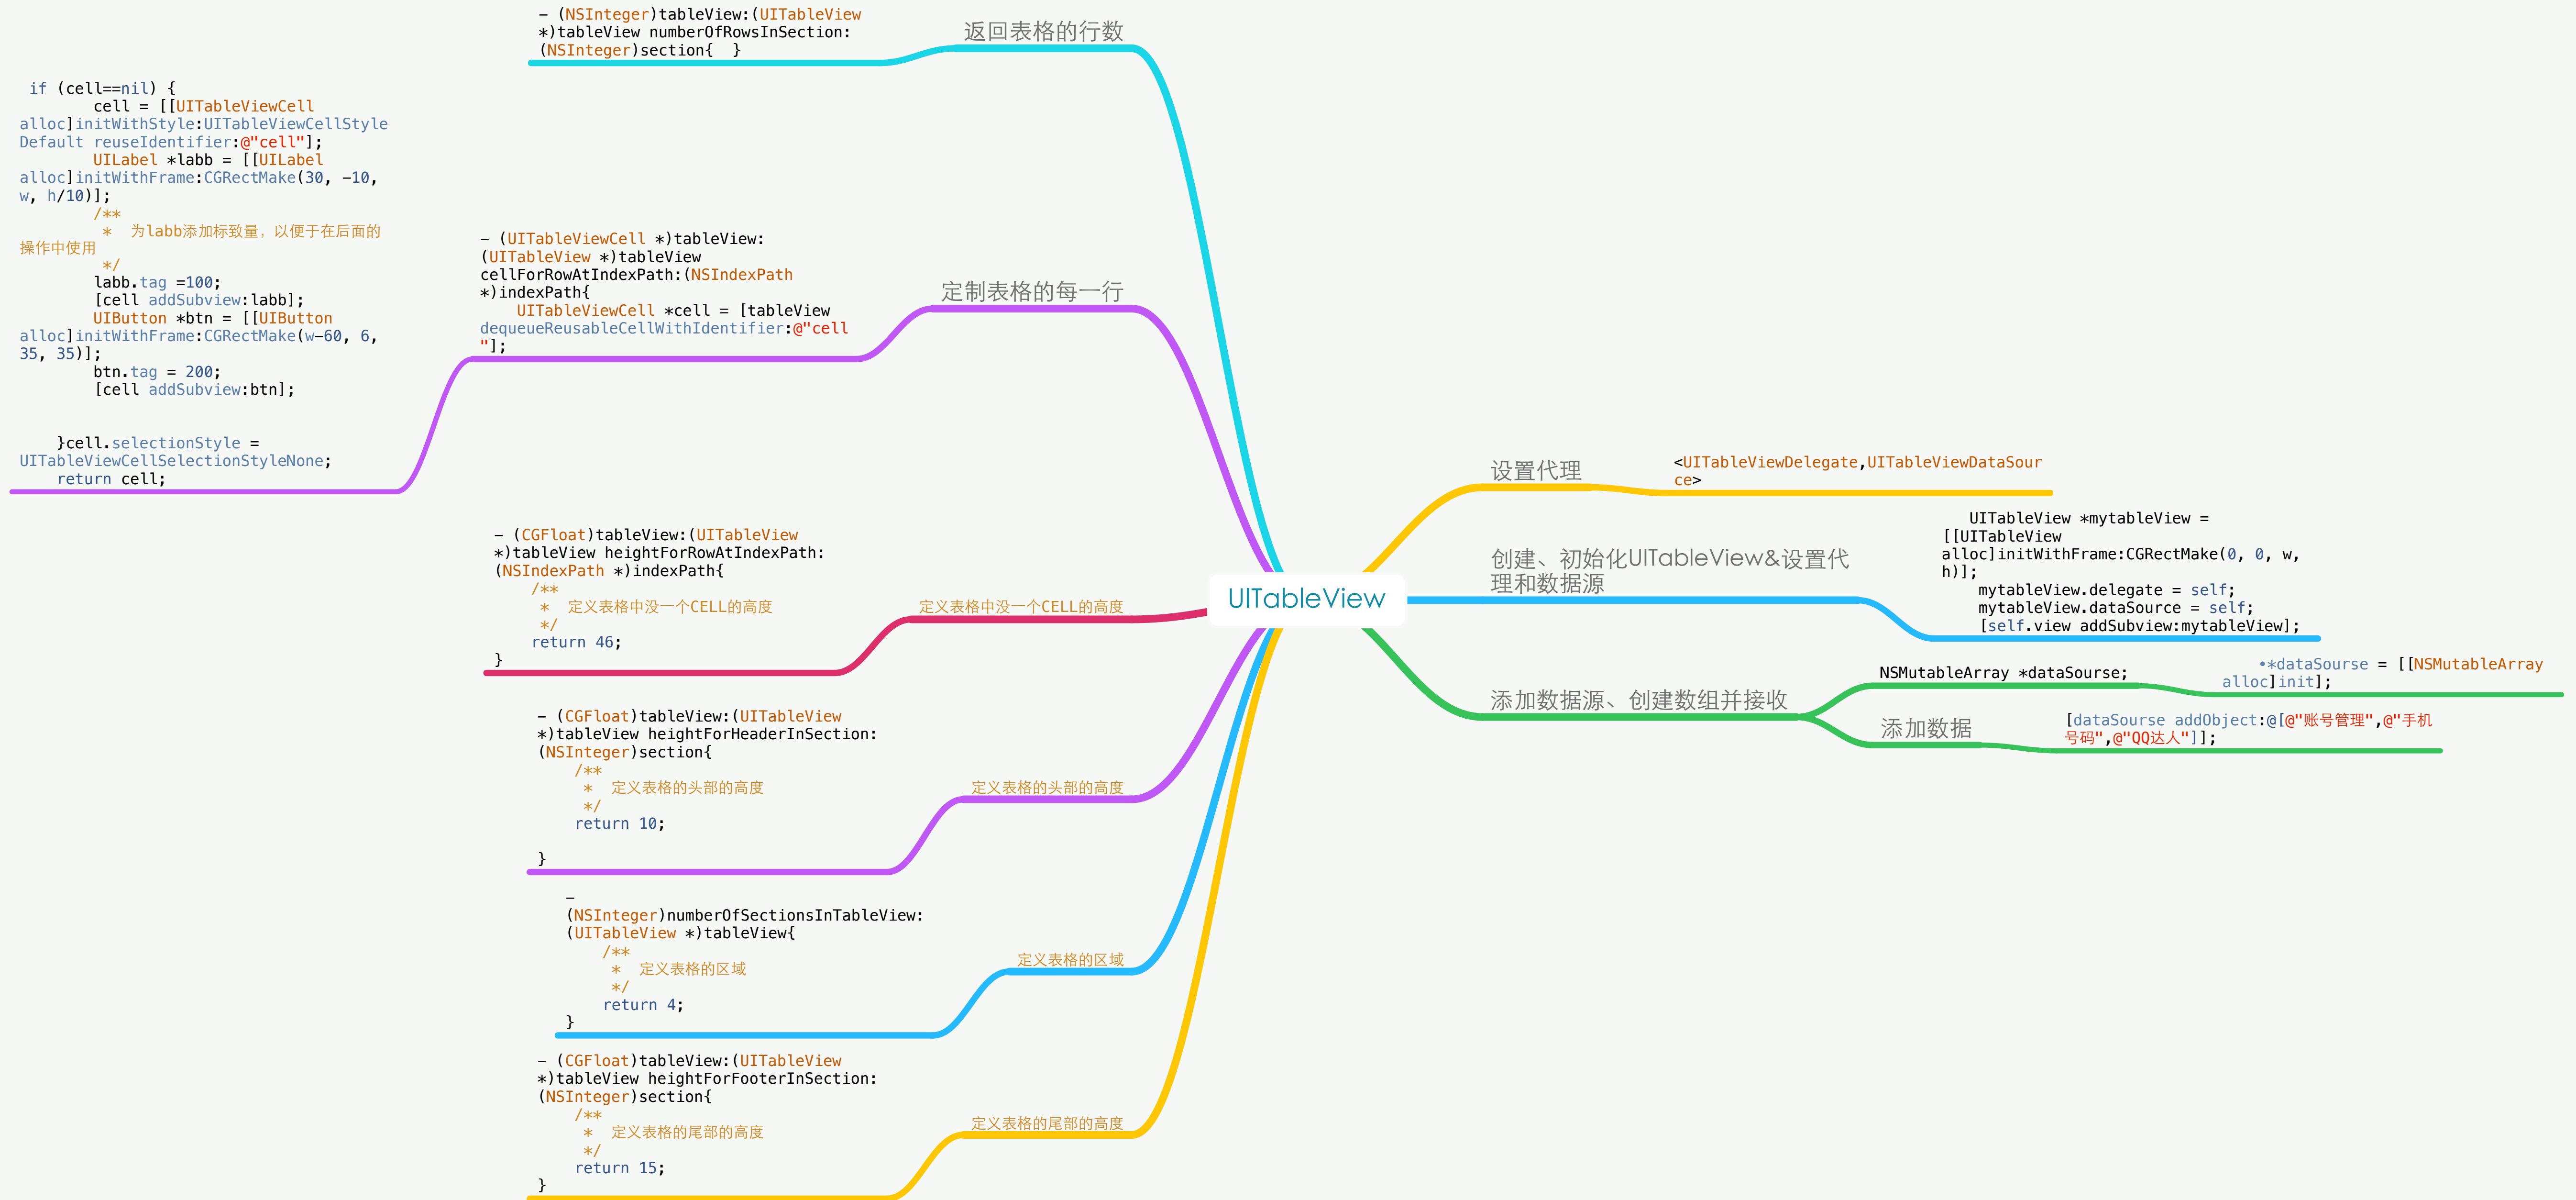 UITableView
设置代理
<UITableViewDelegate,UITableViewDataSour
ce>
创建、初始化UITableView&设置代
理和数据源
UITableView *mytableView =
[[UITableView
alloc]initWithFrame:CGRectMake(0, 0, w,
h)];
mytableView.delegate = self;
mytableView.dataSource = self;
[self.view addSubview:mytableView];
添加数据源、创建数组并接收
NSMutableArray *dataSourse;
•*dataSourse = [[NSMutableArray
alloc]init];
添加数据
[dataSourse addObject:@[@"账号管理",@"手机
号码",@"QQ达人"]];
返回表格的行数
- (NSInteger)tableView:(UITableView
*)tableView numberOfRowsInSection:
(NSInteger)section{  }
定制表格的每一行
- (UITableViewCell *)tableView:
(UITableView *)tableView
cellForRowAtIndexPath:(NSIndexPath
*)indexPath{
UITableViewCell *cell = [tableView
dequeueReusableCellWithIdentifier:@"cell
"];
if (cell==nil) {
cell = [[UITableViewCell
alloc]initWithStyle:UITableViewCellStyle
Default reuseIdentifier:@"cell"];
UILabel *labb = [[UILabel
alloc]initWithFrame:CGRectMake(30, -10,
w, h/10)];
/**
*  为labb添加标致量，以便于在后面的
操作中使用
*/
labb.tag =100;
[cell addSubview:labb];
UIButton *btn = [[UIButton
alloc]initWithFrame:CGRectMake(w-60, 6,
35, 35)];
btn.tag = 200;
[cell addSubview:btn];
}cell.selectionStyle =
UITableViewCellSelectionStyleNone;
return cell;
定义表格中没一个CELL的高度
- (CGFloat)tableView:(UITableView
*)tableView heightForRowAtIndexPath:
(NSIndexPath *)indexPath{
/**
*  定义表格中没一个CELL的高度
*/
return 46;
}
定义表格的头部的高度
- (CGFloat)tableView:(UITableView
*)tableView heightForHeaderInSection:
(NSInteger)section{
/**
*  定义表格的头部的高度
*/
return 10;
}
定义表格的区域
-
(NSInteger)numberOfSectionsInTableView:
(UITableView *)tableView{
/**
*  定义表格的区域
*/
return 4;
}
定义表格的尾部的高度
- (CGFloat)tableView:(UITableView
*)tableView heightForFooterInSection:
(NSInteger)section{
/**
*  定义表格的尾部的高度
*/
return 15;
}